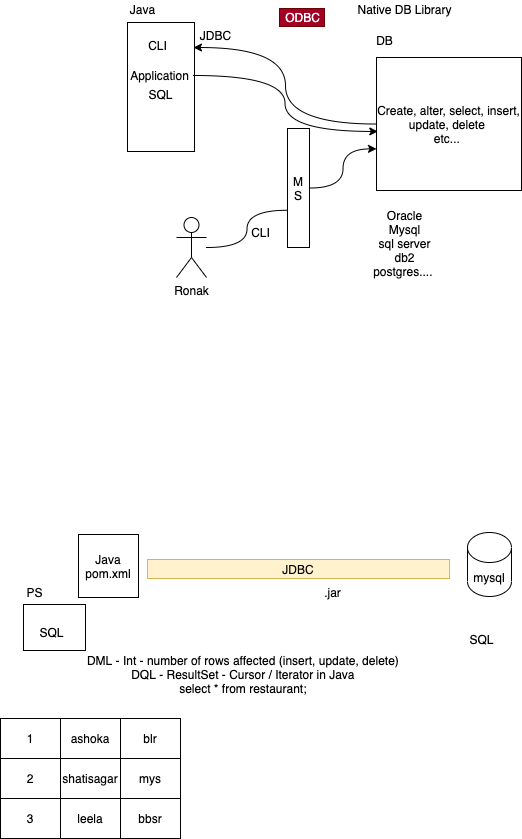 Java
ODBC
Native DB Library
JDBC
DB
CLI
Application
SQL
Create, alter, select, insert,
update, delete
etc...
M
S
CLI
Ronak
Oracle
Mysql
sql server
db2
postgres....
Java
pom.xml
JDBC
mysql
PS
.jar
SQL
SQL
DML - Int - number of rows affected (insert, update, delete)
DQL - ResultSet - Cursor / Iterator in Java
select * from restaurant;
1 ashoka blr
2 shatisagar mys
3 leela bbsr